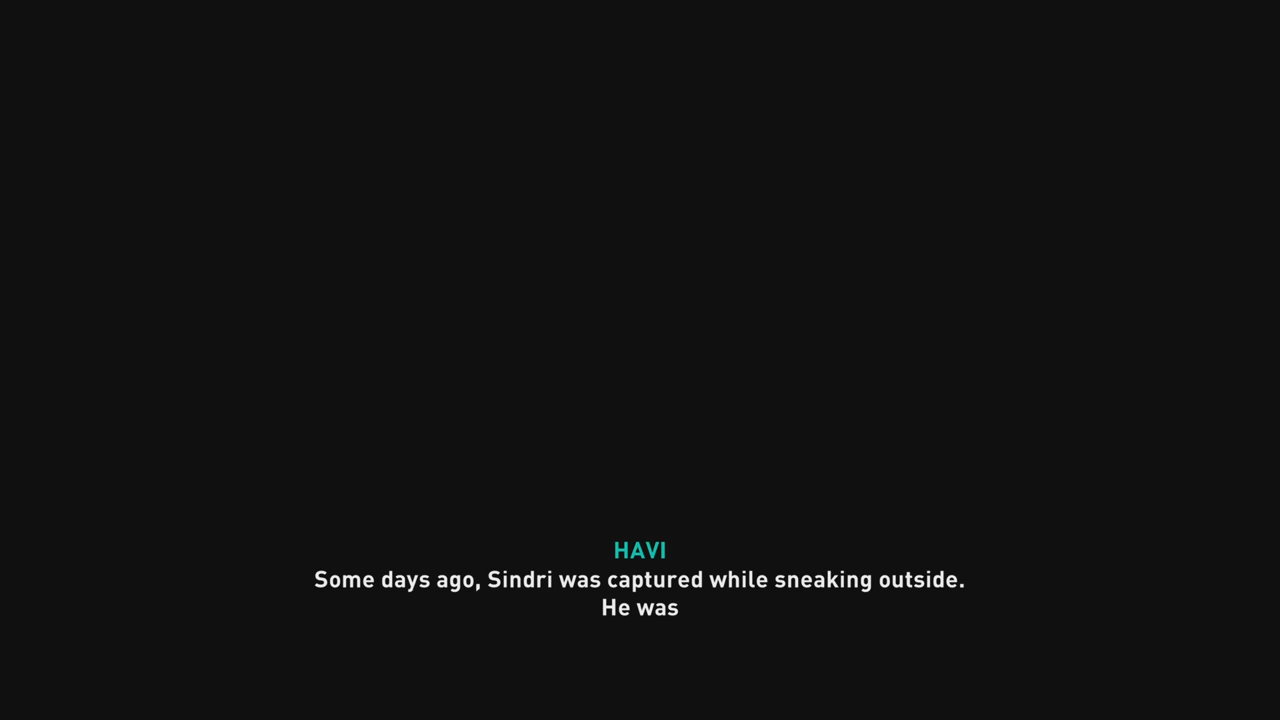 HAVI
Some days ago, Sindri was captured while sneaking outside.
He was